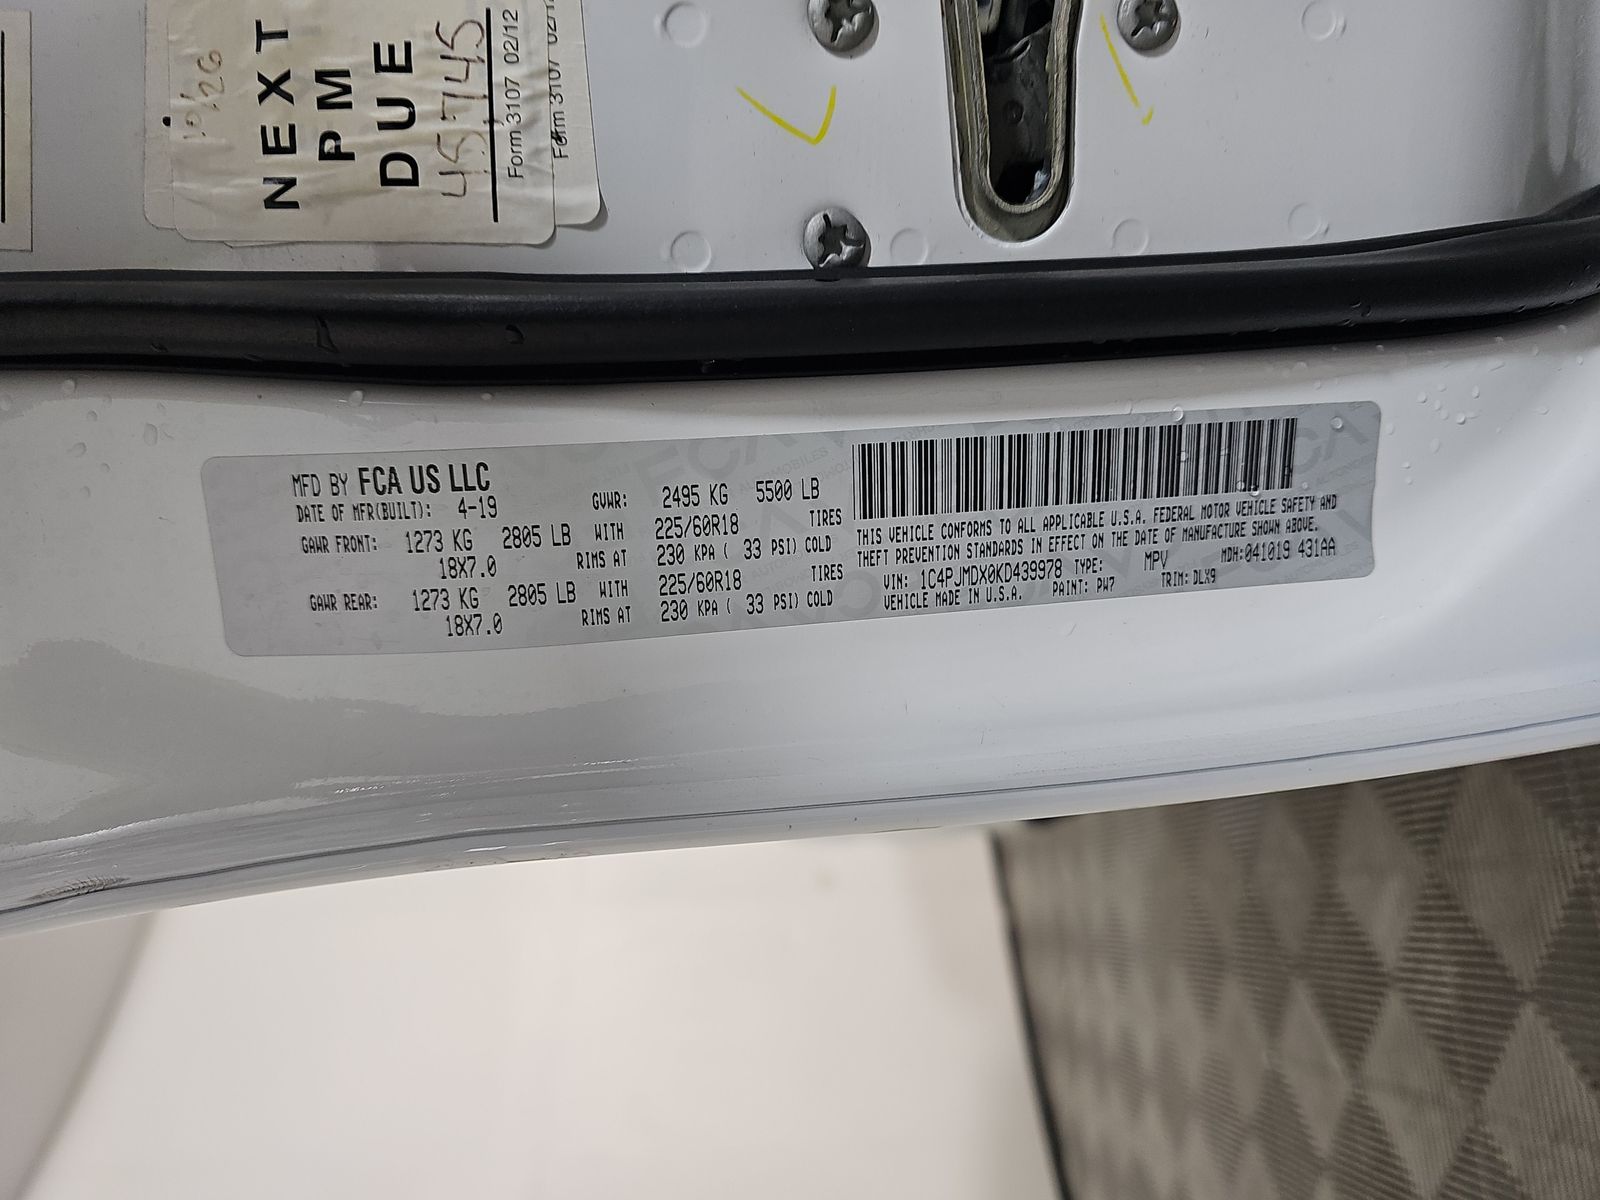 10/26
NEXT
PM
DUE
45745
Form 3107 02/12
Form 3107 02/12
MFD BY FCA US LLC
DATE OF MFR(BUILT): 4-19
GVWR: 2495 KG 5500 LB
GAWR FRONT: 1273 KG 2805 LB WITH 225/60R18 TIRES
18X7.0 RIMS AT 230 KPA ( 33 PSI) COLD
GAWR REAR: 1273 KG 2805 LB WITH 225/60R18 TIRES
18X7.0 RIMS AT 230 KPA ( 33 PSI) COLD
THIS VEHICLE CONFORMS TO ALL APPLICABLE U.S.A. FEDERAL MOTOR VEHICLE SAFETY AND
THEFT PREVENTION STANDARDS IN EFFECT ON THE DATE OF MANUFACTURE SHOWN ABOVE.
VIN: 1C4PJMDX0KD439978 TYPE: MPV MDH:041019 431AA
VEHICLE MADE IN U.S.A. PAINT: PW7 TRIM: DLX9